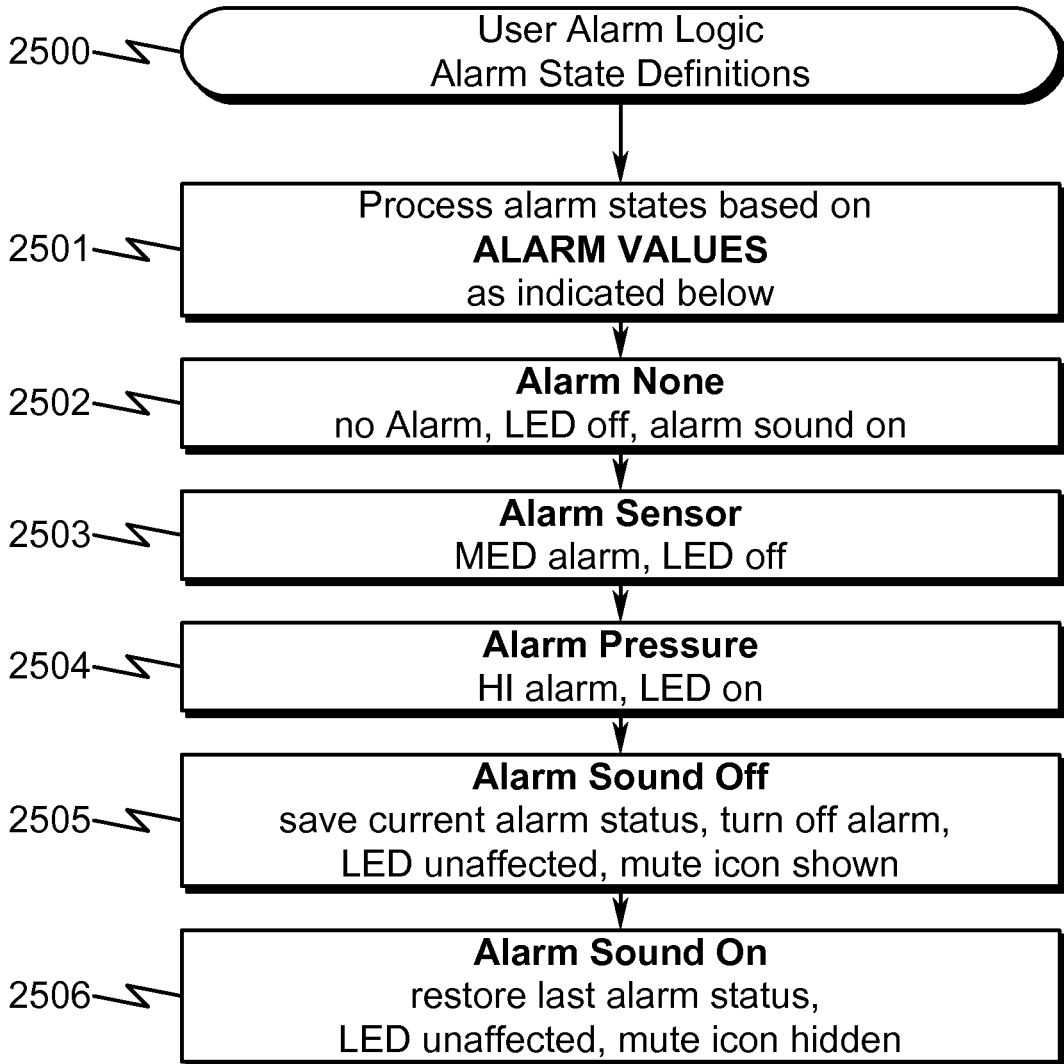 2500
User Alarm Logic
Alarm State Definitions
2501
Process alarm states based on
ALARM VALUES
as indicated below
2502
Alarm None
no Alarm, LED off, alarm sound on
2503
Alarm Sensor
MED alarm, LED off
2504
Alarm Pressure
HI alarm, LED on
2505
Alarm Sound Off
save current alarm status, turn off alarm,
LED unaffected, mute icon shown
2506
Alarm Sound On
restore last alarm status,
LED unaffected, mute icon hidden